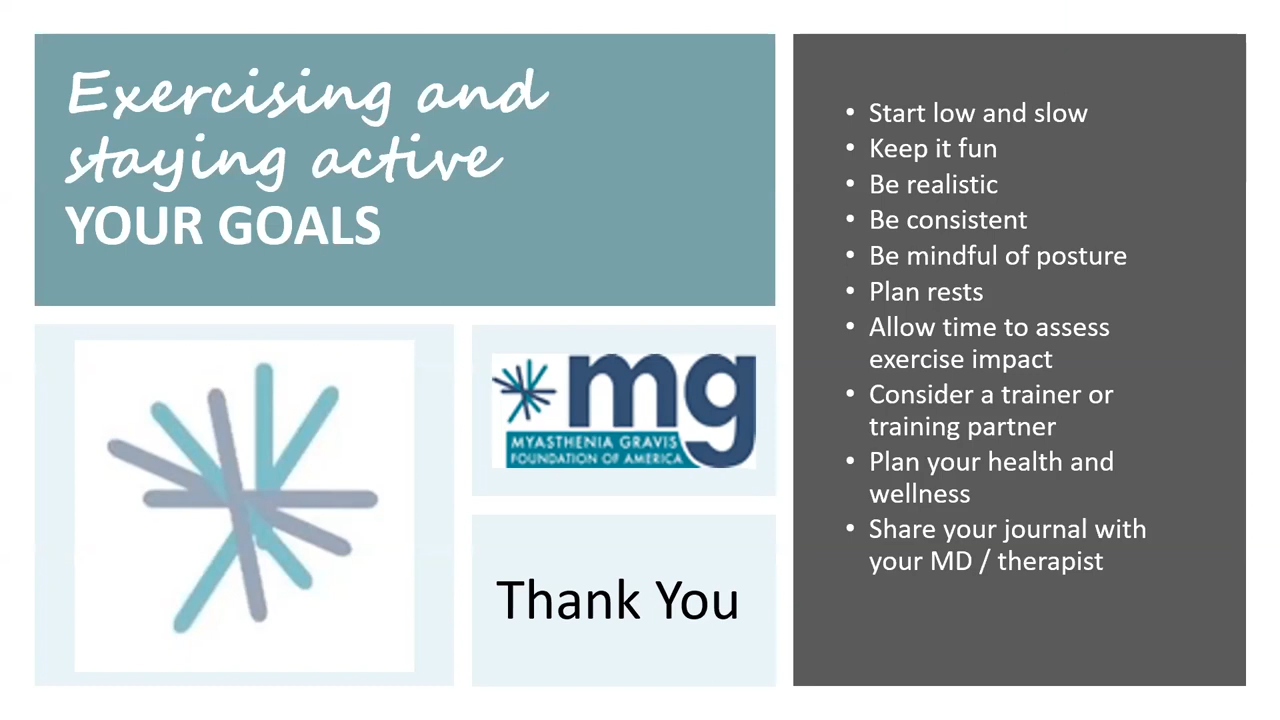 Exercising and
staying active
YOUR GOALS
mg
MYASTHENIA GRAVIS
FOUNDATION OF AMERICA
Thank You
• Start low and slow
• Keep it fun
• Be realistic
• Be consistent
• Be mindful of posture
• Plan rests
• Allow time to assess
exercise impact
• Consider a trainer or
training partner
• Plan your health and
wellness
• Share your journal with
your MD / therapist